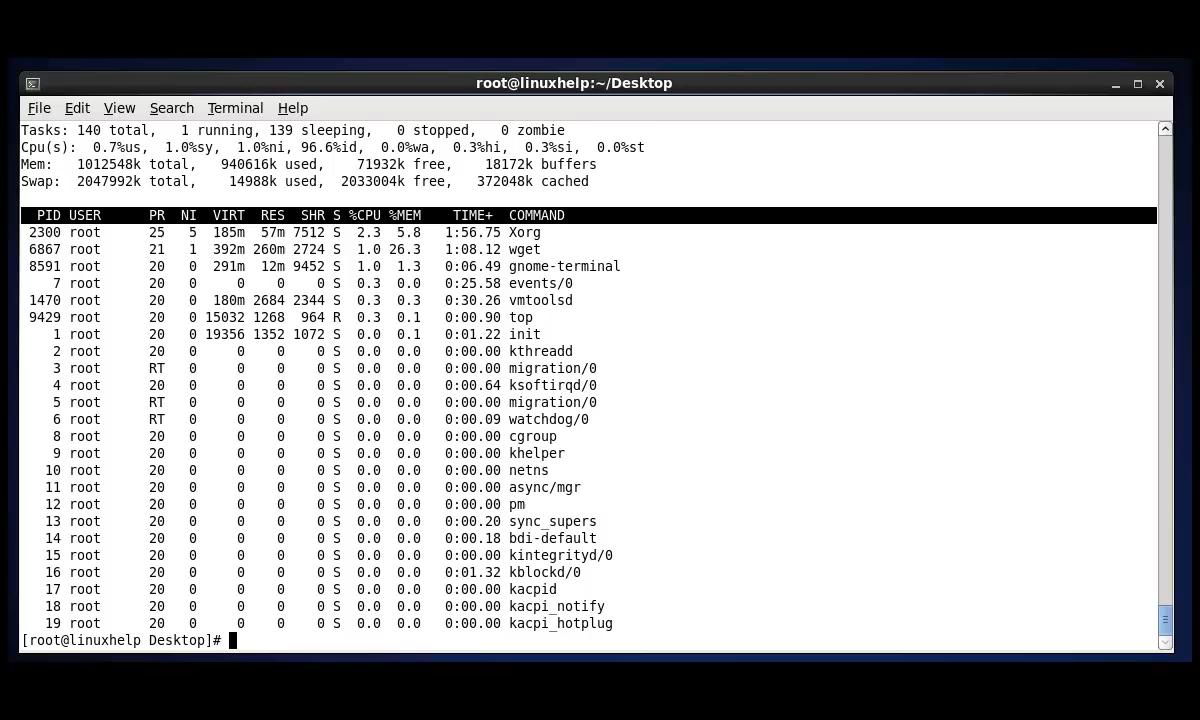 root@linuxhelp:~/Desktop
File Edit View Search Terminal Help
Tasks: 140 total,   1 running, 139 sleeping,   0 stopped,   0 zombie
Cpu(s):  0.7%us,  1.0%sy,  1.0%ni, 96.6%id,  0.0%wa,  0.3%hi,  0.3%si,  0.0%st
Mem:   1012548k total,   940616k used,    71932k free,    18172k buffers
Swap:  2047992k total,    14988k used,  2033004k free,   372048k cached
  PID USER      PR  NI  VIRT  RES  SHR S %CPU %MEM    TIME+  COMMAND
 2300 root      25   5  185m  57m 7512 S  2.3  5.8   1:56.75 Xorg
 6867 root      21   1  392m 260m 2724 S  1.0 26.3   1:08.12 wget
 8591 root      20   0  291m  12m 9452 S  1.0  1.3   0:06.49 gnome-terminal
    7 root      20   0     0    0    0 S  0.3  0.0   0:25.58 events/0
 1470 root      20   0  180m 2684 2344 S  0.3  0.3   0:30.26 vmtoolsd
 9429 root      20   0 15032 1268  964 R  0.3  0.1   0:00.90 top
    1 root      20   0 19356 1352 1072 S  0.0  0.1   0:01.22 init
    2 root      20   0     0    0    0 S  0.0  0.0   0:00.00 kthreadd
    3 root      RT   0     0    0    0 S  0.0  0.0   0:00.00 migration/0
    4 root      20   0     0    0    0 S  0.0  0.0   0:00.64 ksoftirqd/0
    5 root      RT   0     0    0    0 S  0.0  0.0   0:00.00 migration/0
    6 root      RT   0     0    0    0 S  0.0  0.0   0:00.09 watchdog/0
    8 root      20   0     0    0    0 S  0.0  0.0   0:00.00 cgroup
    9 root      20   0     0    0    0 S  0.0  0.0   0:00.00 khelper
   10 root      20   0     0    0    0 S  0.0  0.0   0:00.00 netns
   11 root      20   0     0    0    0 S  0.0  0.0   0:00.00 async/mgr
   12 root      20   0     0    0    0 S  0.0  0.0   0:00.00 pm
   13 root      20   0     0    0    0 S  0.0  0.0   0:00.20 sync_supers
   14 root      20   0     0    0    0 S  0.0  0.0   0:00.18 bdi-default
   15 root      20   0     0    0    0 S  0.0  0.0   0:00.00 kintegrityd/0
   16 root      20   0     0    0    0 S  0.0  0.0   0:01.32 kblockd/0
   17 root      20   0     0    0    0 S  0.0  0.0   0:00.00 kacpid
   18 root      20   0     0    0    0 S  0.0  0.0   0:00.00 kacpi_notify
   19 root      20   0     0    0    0 S  0.0  0.0   0:00.00 kacpi_hotplug
[root@linuxhelp Desktop]#